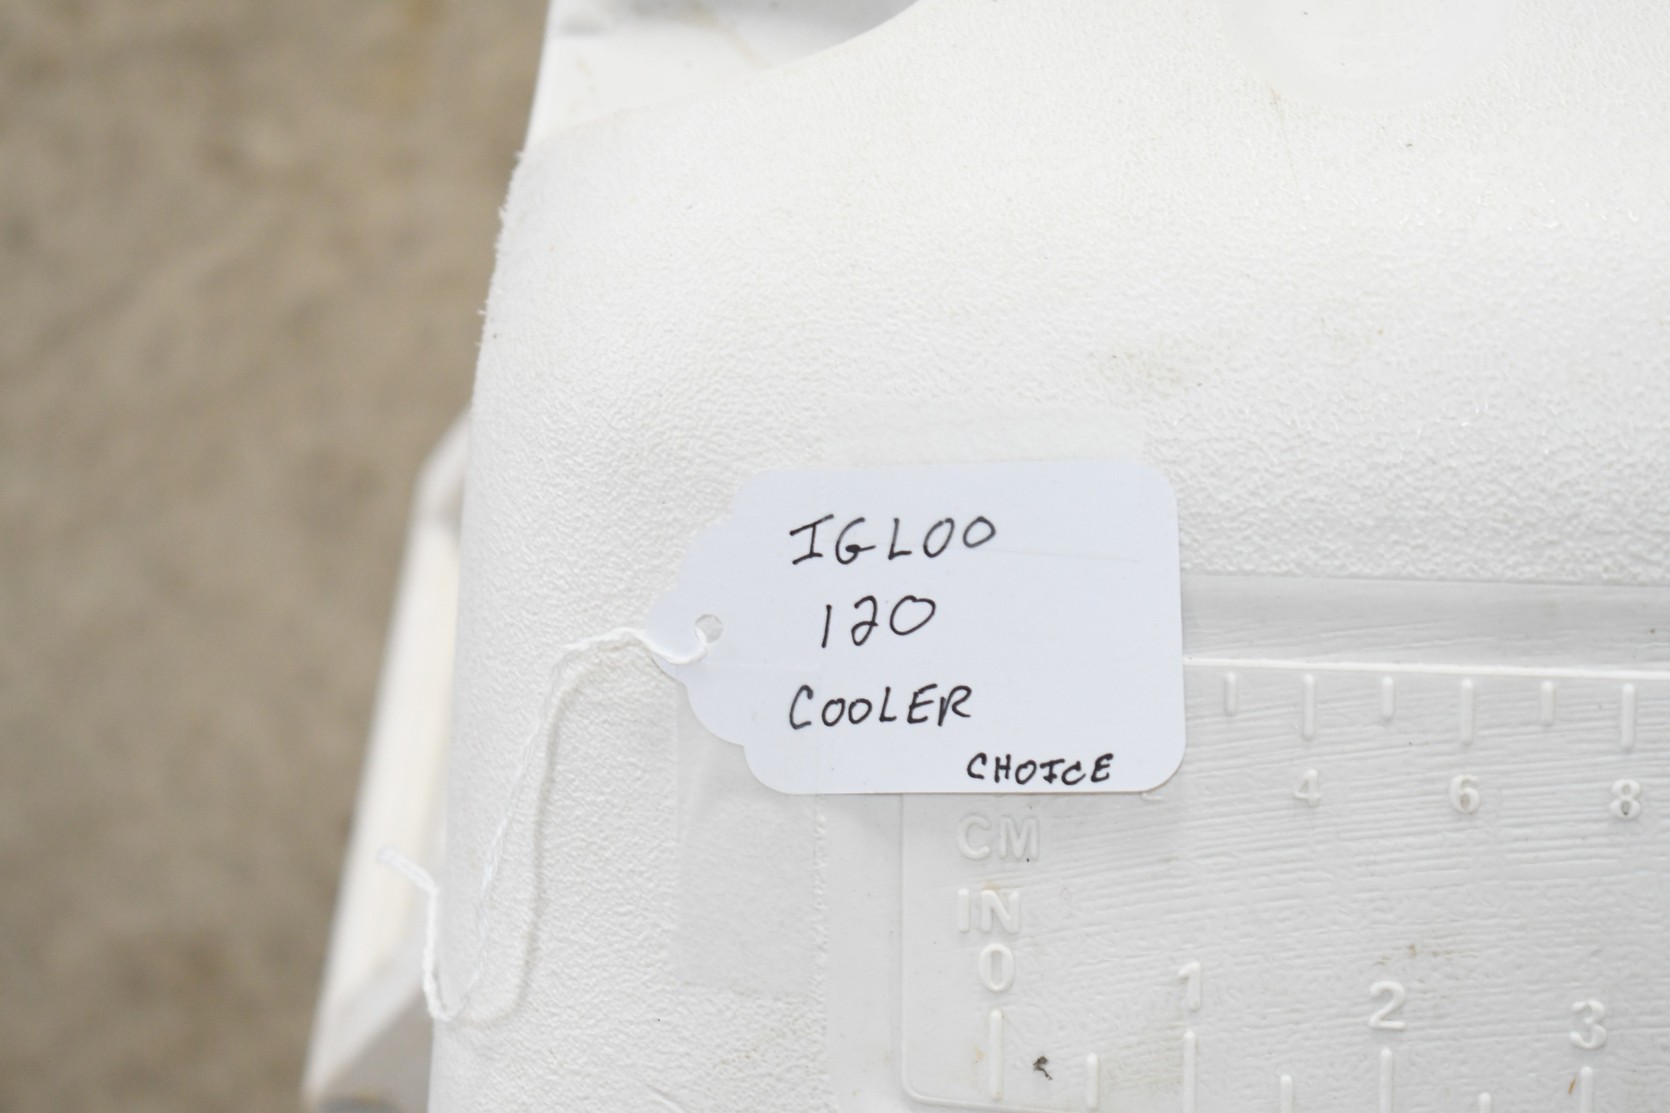 IGLOO
120
COOLER
CHOICE
4 6 8
CM
IN
0 1 2 3